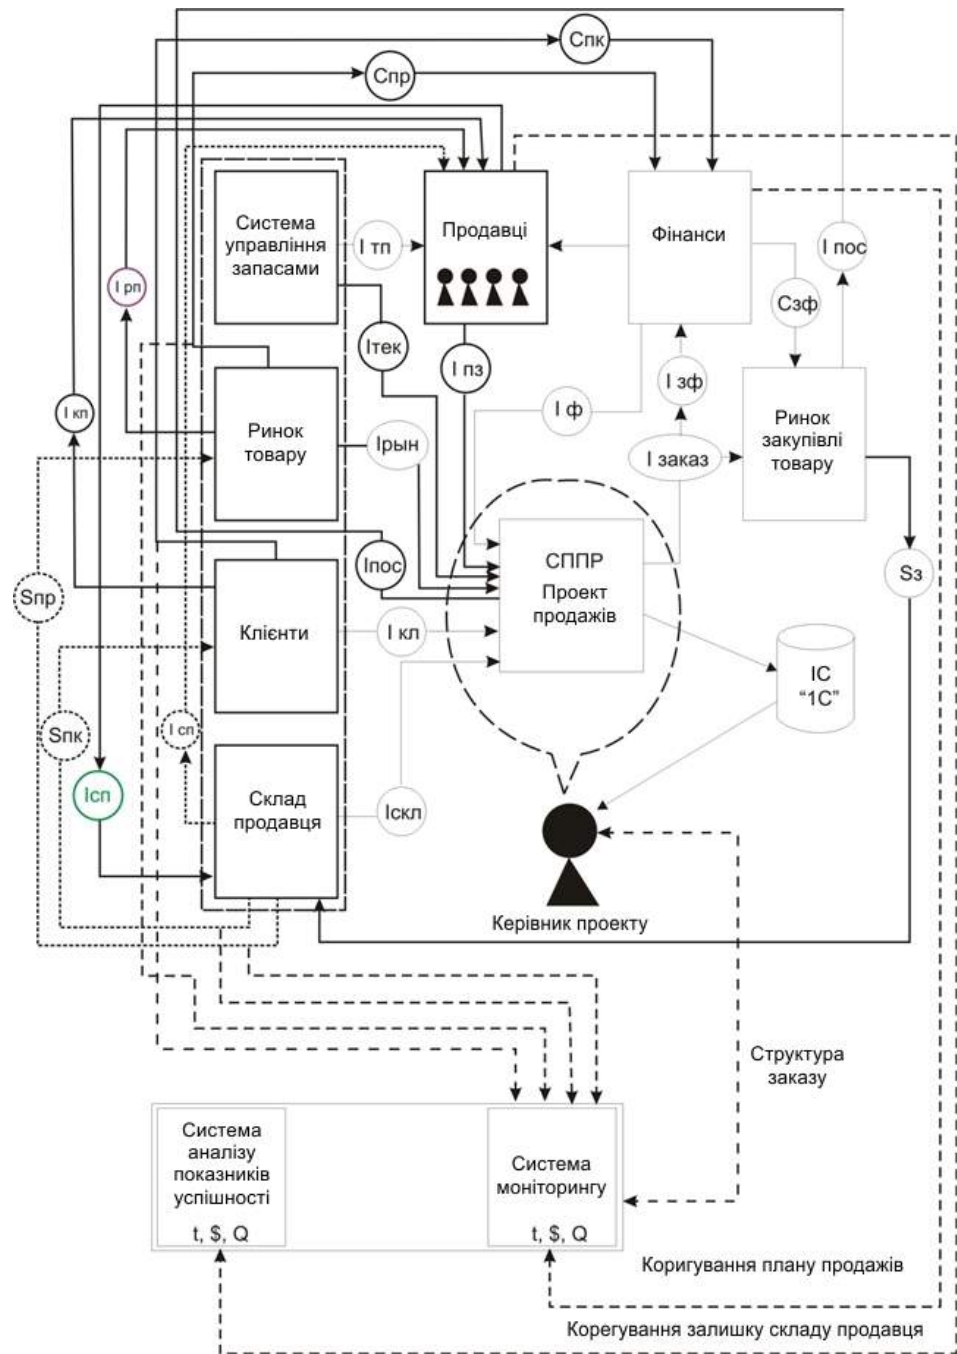 Спк
Спр
Система
управління
запасами
I тп
Продавці
Фінанси
I пос
I рп
Ітек
I пз
Сзф
I зф
I ф
I кп
Ринок
товару
Ірын
I заказ
Ринок
закупівлі
товару
Іпос
СППР
Проект
продажів
Sз
Sпр
Клієнти
I кл
ІС
“1С”
Sпк
I сп
Ісп
Склад
продавця
Іскл
Керівник проекту
Структура
заказу
Система
аналізу
показників
успішності
t, $, Q
Система
моніторингу
t, $, Q
Коригування плану продажів
Корегування залишку складу продавця